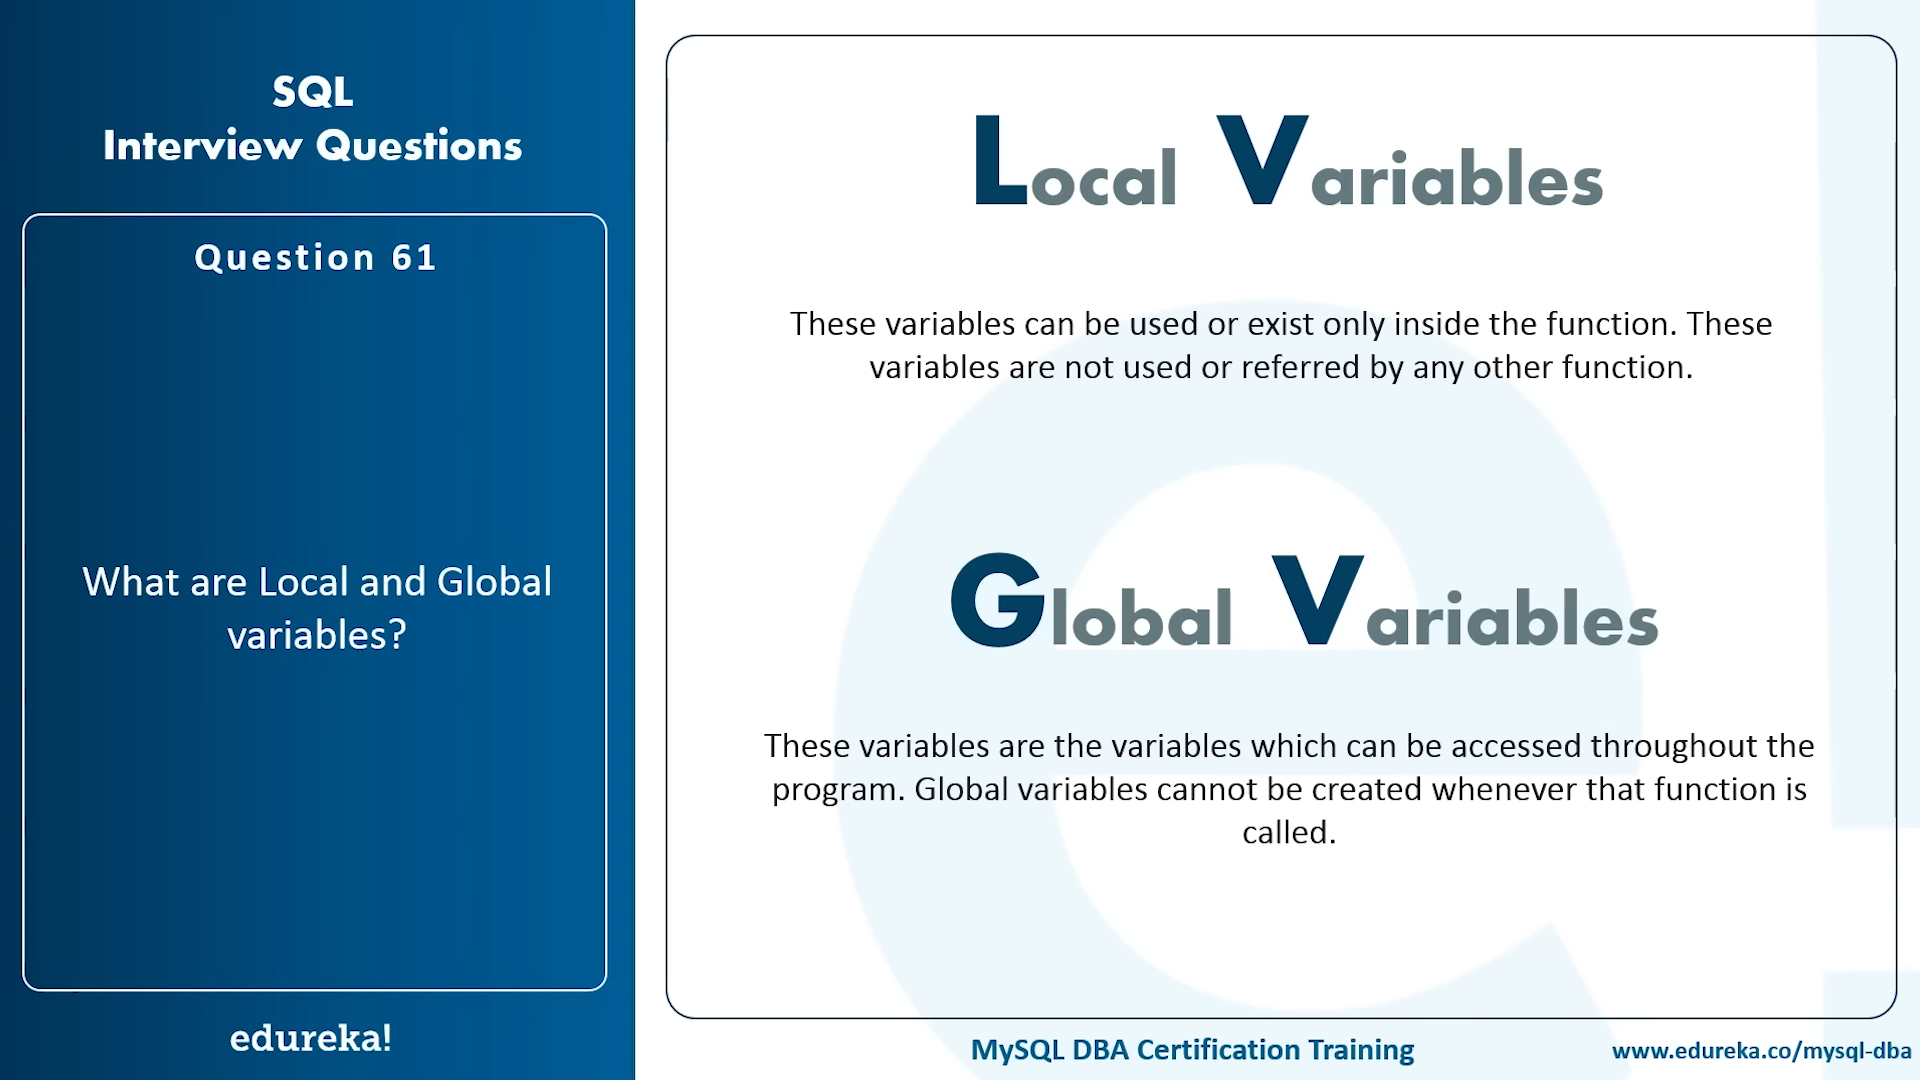 SQL
Interview Questions
Question 61
What are Local and Global
variables?
edureka!
Local Variables
These variables can be used or exist only inside the function. These
variables are not used or referred by any other function.
Global Variables
These variables are the variables which can be accessed throughout the
program. Global variables cannot be created whenever that function is
called.
MySQL DBA Certification Training
www.edureka.co/mysql-dba